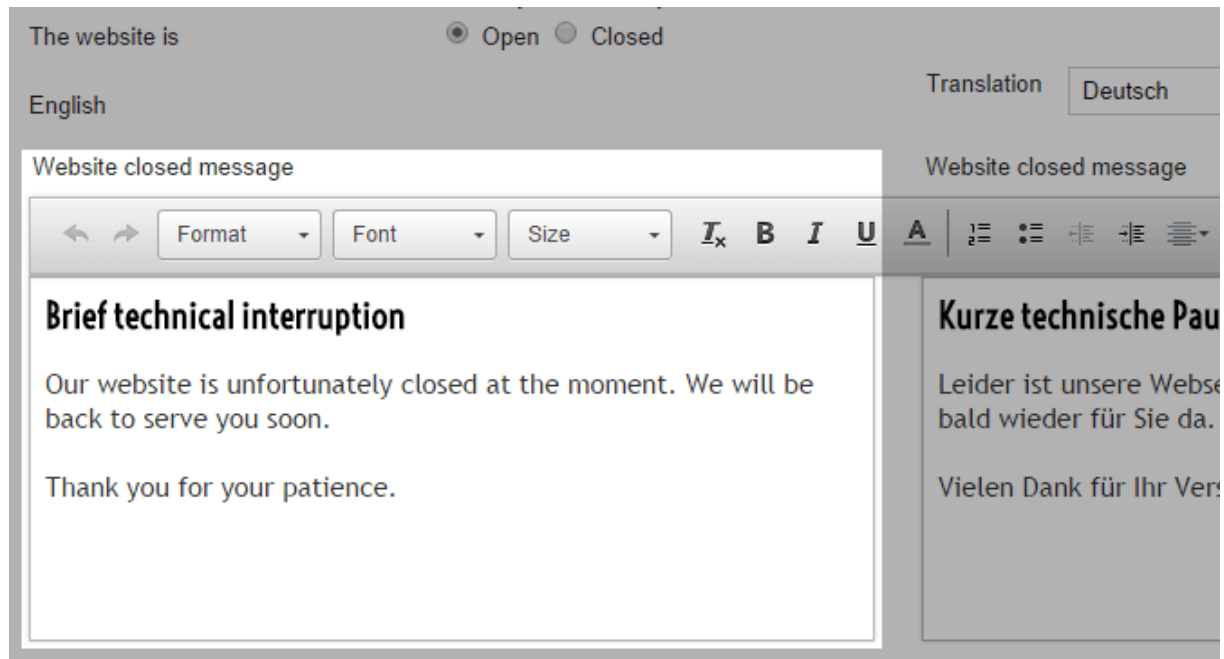 The website is Open Closed
Translation Deutsch
English
Website closed message
Format Font Size
Brief technical interruption
Our website is unfortunately closed at the moment. We will be
back to serve you soon.
Thank you for your patience.
Website closed message
Kurze technische
Leider ist unsere
bald wieder für Sie da.
Vielen Dank für Ihr